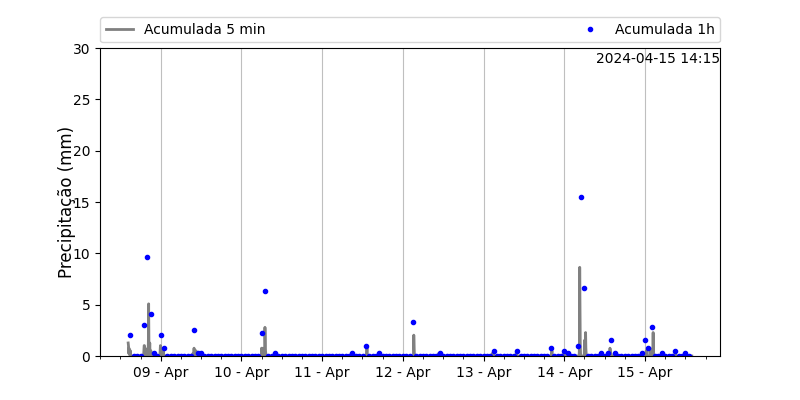 Acumulada 5 min
Acumulada 1h
2024-04-15 14:15
Precipitação (mm)
30
25
20
15
10
5
0
09 - Apr
10 - Apr
11 - Apr
12 - Apr
13 - Apr
14 - Apr
15 - Apr